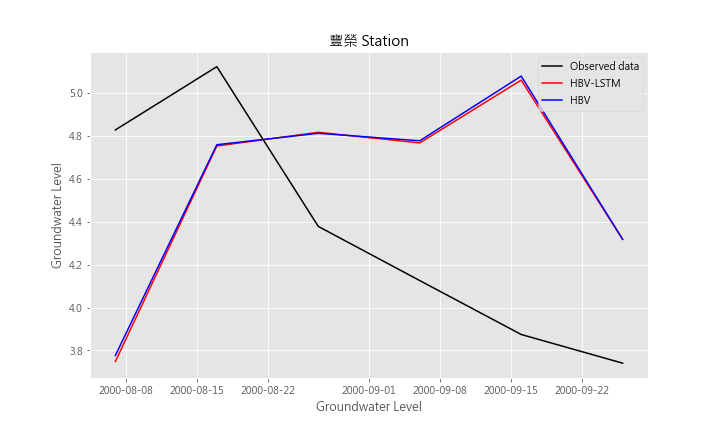 豐榮 Station
Observed data
HBV-LSTM
HBV
Groundwater Level
5.0
4.8
4.6
4.4
4.2
4.0
3.8
2000-08-08
2000-08-15
2000-08-22
2000-09-01
2000-09-08
2000-09-15
2000-09-22
Groundwater Level